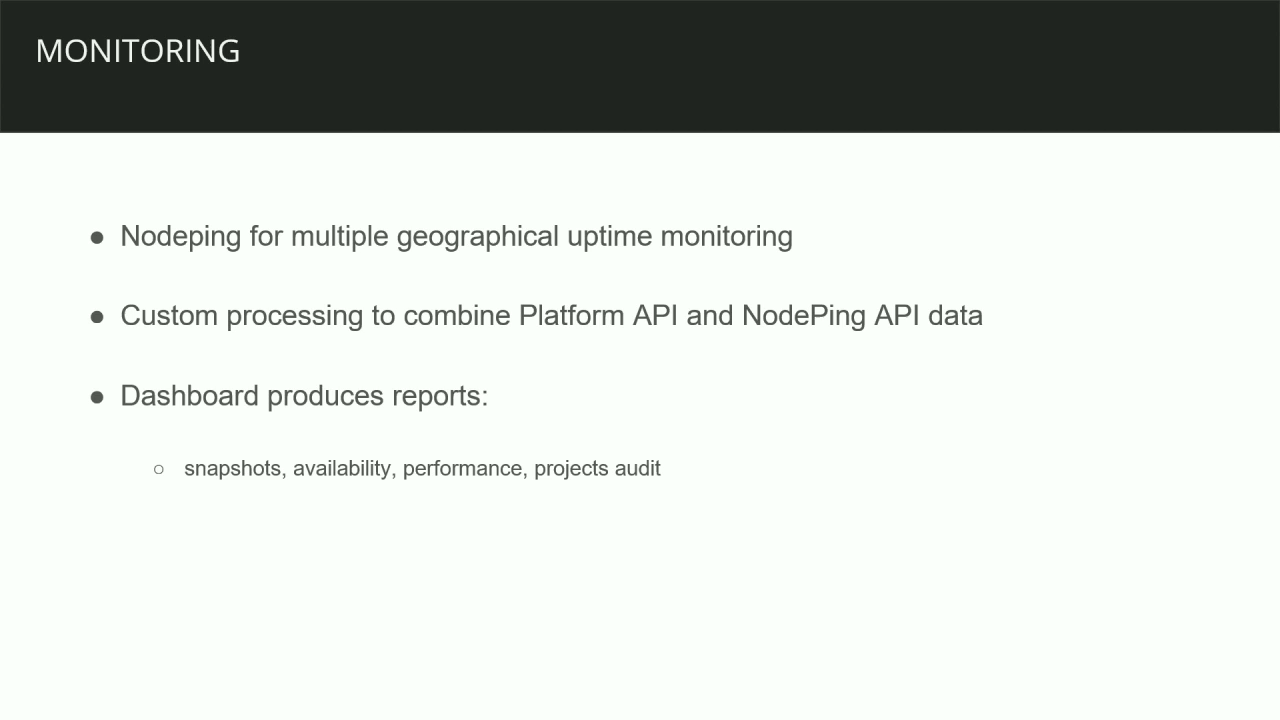 MONITORING
● Nodeping for multiple geographical uptime monitoring
● Custom processing to combine Platform API and NodePing API data
● Dashboard produces reports:
○ snapshots, availability, performance, projects audit